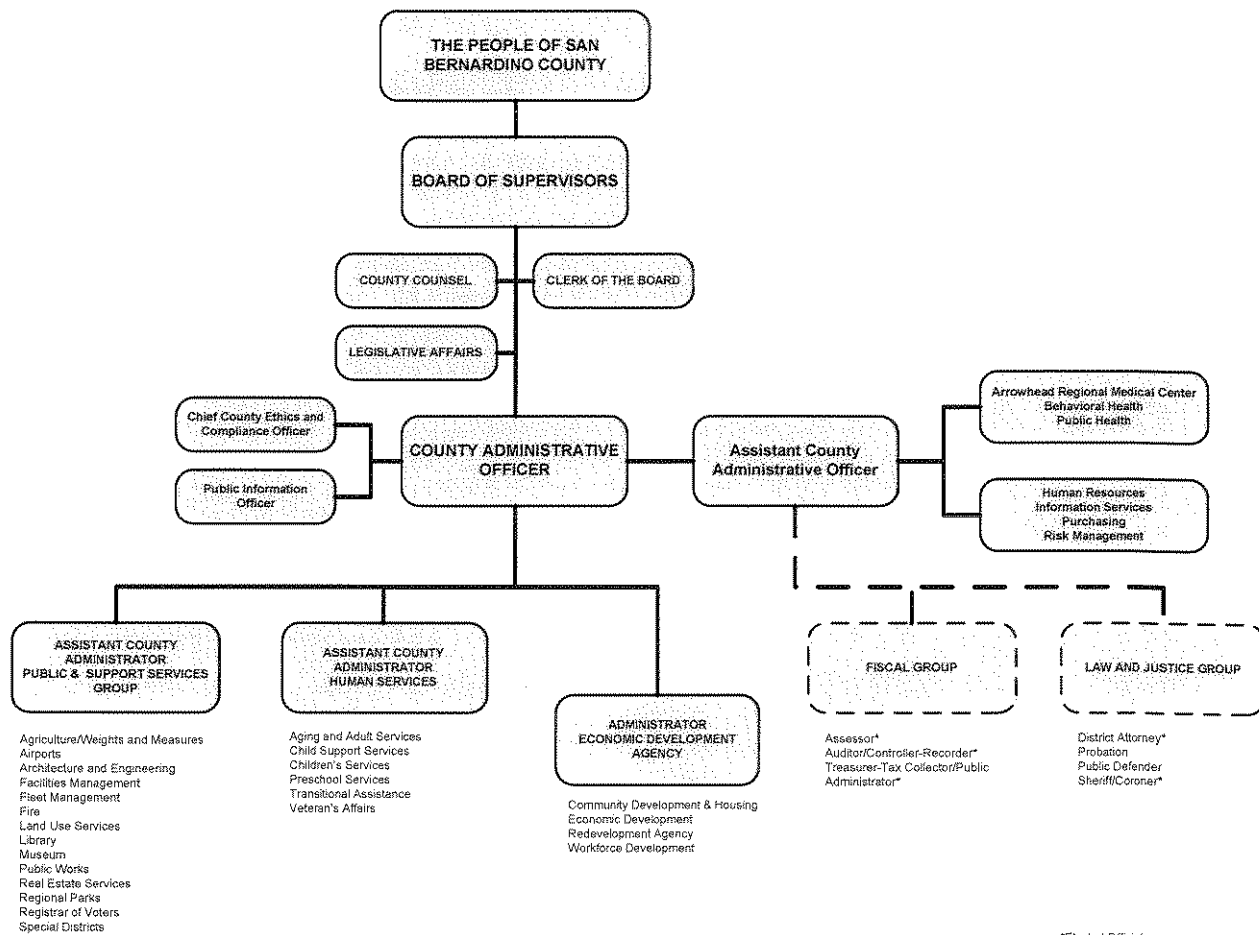 THE PEOPLE OF SAN
BERNARDINO COUNTY
BOARD OF SUPERVISORS
COUNTY COUNSEL
CLERK OF THE BOARD
LEGISLATIVE AFFAIRS
Chief County Ethics and
Compliance Officer
Public Information
Officer
COUNTY ADMINISTRATIVE
OFFICER
Assistant County
Administrative Officer
Arrowhead Regional Medical Center
Behavioral Health
Public Health
Human Resources
Information Services
Purchasing
Risk Management
ASSISTANT COUNTY
ADMINISTRATOR
PUBLIC & SUPPORT SERVICES
GROUP
Agriculture/Weights and Measures
Airports
Architecture and Engineering
Facilities Management
Fleet Management
Fire
Land Use Services
Library
Museum
Public Works
Real Estate Services
Regional Parks
Registrar of Voters
Special Districts
ASSISTANT COUNTY
ADMINISTRATOR
HUMAN SERVICES
Aging and Adult Services
Child Support Services
Children's Services
Preschool Services
Transitional Assistance
Veteran's Affairs
ADMINISTRATOR
ECONOMIC DEVELOPMENT
AGENCY
Community Development & Housing
Economic Development
Redevelopment Agency
Workforce Development
FISCAL GROUP
Assessor*
Auditor/Controller-Recorder*
Treasurer-Tax Collector/Public
Administrator*
LAW AND JUSTICE GROUP
District Attorney*
Probation
Public Defender
Sheriff/Coroner*